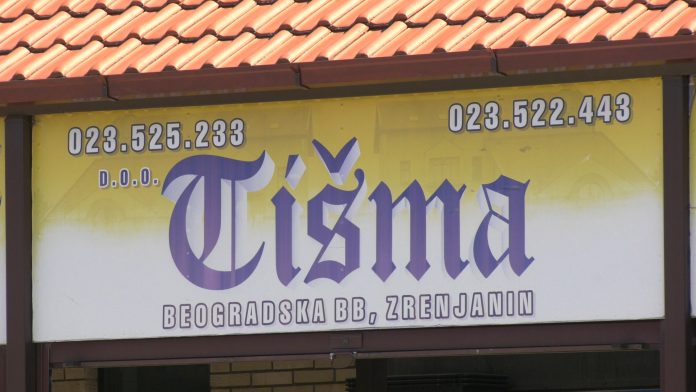 023.525.233
023.522.443
D.O.O.
Tišma
BEOGRADSKA BB, ZRENJANIN